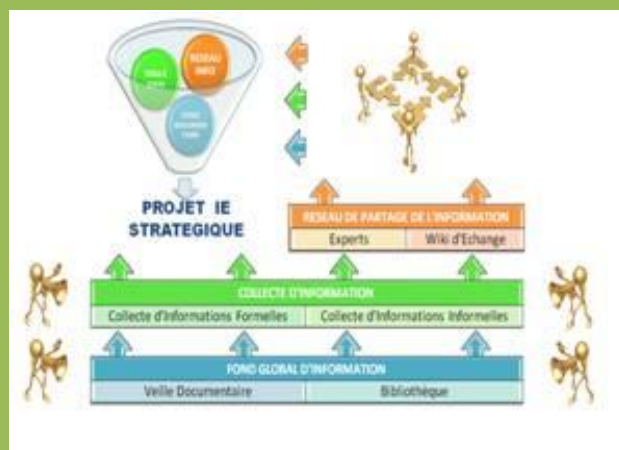 RESEAU
INFO
PROJET IE
STRATEGIQUE
RESEAU DE PARTAGE DE L'INFORMATION
Experts
Wiki d'Echange
COLLECTE D'INFORMATION
Collecte d'Informations Formelles
Collecte d'Informations Informelles
FOND GLOBAL D'INFORMATION
Veille Documentaire
Bibliothèque